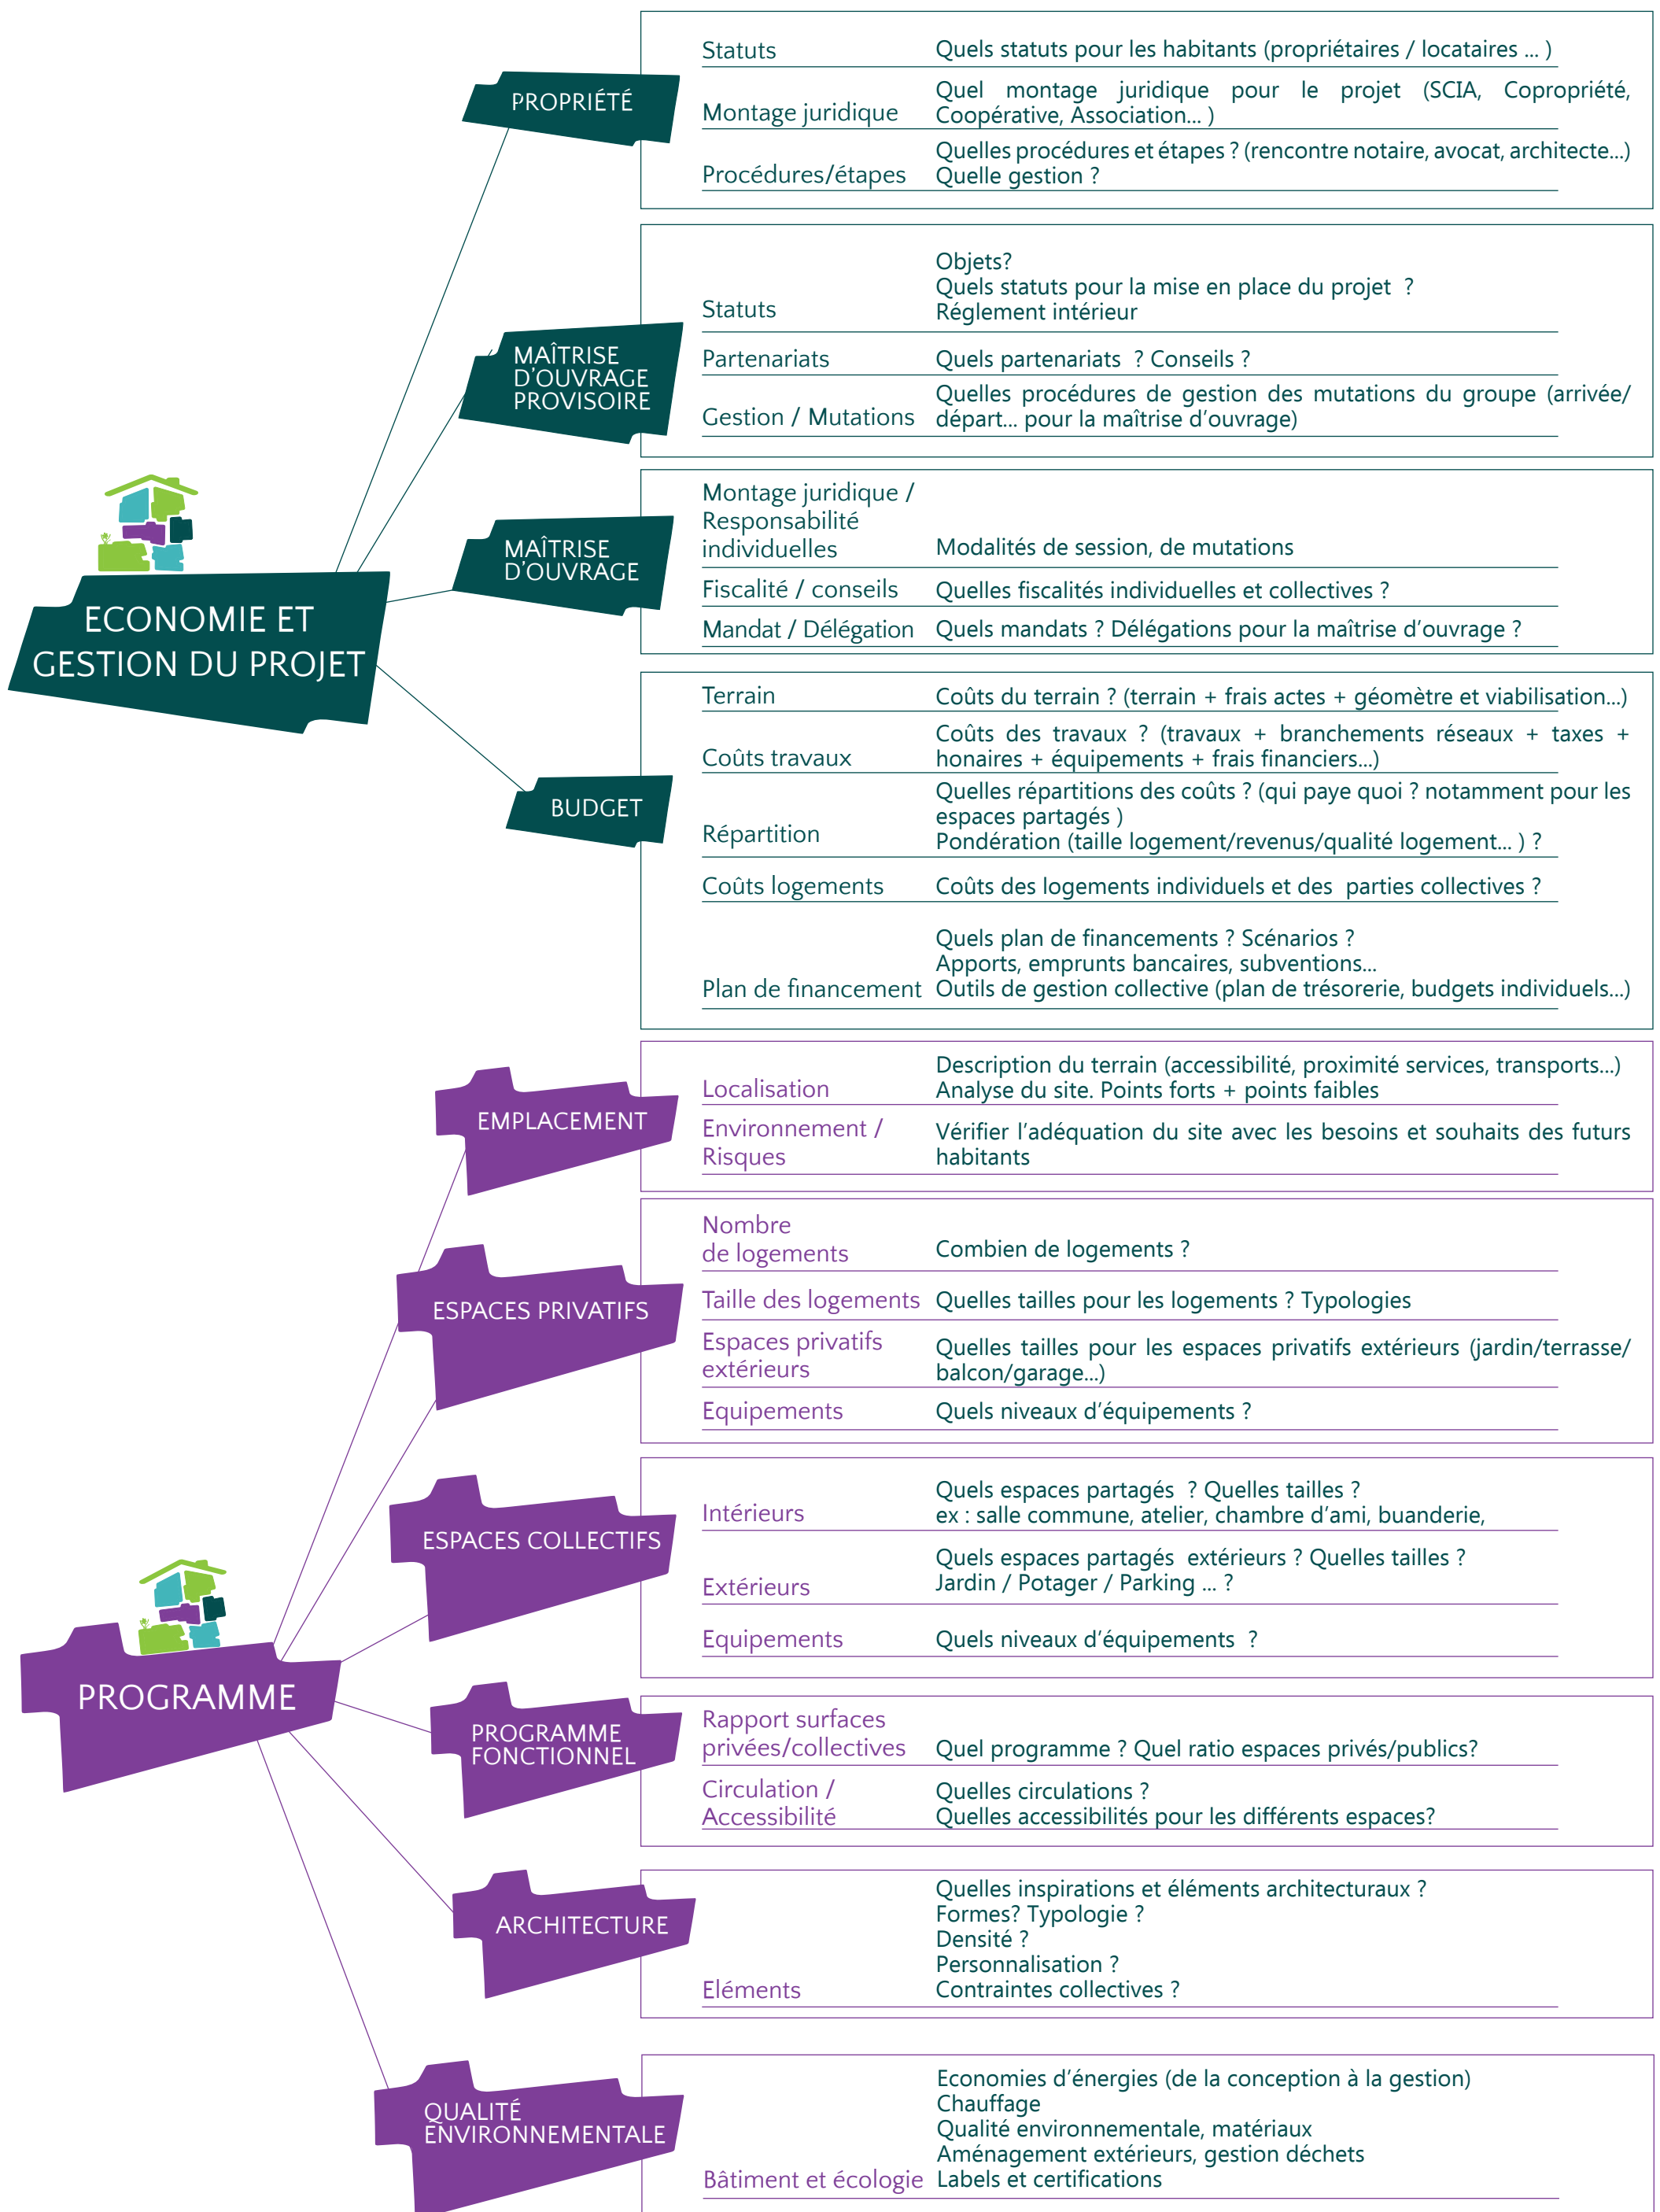 ECONOMIE ET
GESTION DU PROJET
PROPRIÉTÉ
Statuts
Quels statuts pour les habitants (propriétaires / locataires ... )
Montage juridique
Quel montage juridique pour le projet (SCIA, Copropriété,
Coopérative, Association... )
Procédures/étapes
Quelles procédures et étapes ? (rencontre notaire, avocat, architecte...)
Quelle gestion ?
MAÎTRISE
D'OUVRAGE
PROVISOIRE
Statuts
Objets?
Quels statuts pour la mise en place du projet ?
Réglement intérieur
Partenariats
Quels partenariats ? Conseils ?
Gestion / Mutations
Quelles procédures de gestion des mutations du groupe (arrivée/
départ... pour la maîtrise d'ouvrage)
MAÎTRISE
D'OUVRAGE
Montage juridique /
Responsabilité
individuelles
Modalités de session, de mutations
Fiscalité / conseils
Quelles fiscalités individuelles et collectives ?
Mandat / Délégation
Quels mandats ? Délégations pour la maîtrise d'ouvrage ?
BUDGET
Terrain
Coûts du terrain ? (terrain + frais actes + géomètre et viabilisation...)
Coûts travaux
Coûts des travaux ? (travaux + branchements réseaux + taxes +
honaires + équipements + frais financiers...)
Répartition
Quelles répartitions des coûts ? (qui paye quoi ? notamment pour les
espaces partagés )
Pondération (taille logement/revenus/qualité logement... ) ?
Coûts logements
Coûts des logements individuels et des parties collectives ?
Plan de financement
Quels plan de financements ? Scénarios ?
Apports, emprunts bancaires, subventions...
Outils de gestion collective (plan de trésorerie, budgets individuels...)
PROGRAMME
EMPLACEMENT
Localisation
Description du terrain (accessibilité, proximité services, transports...)
Analyse du site. Points forts + points faibles
Environnement /
Risques
Vérifier l'adéquation du site avec les besoins et souhaits des futurs
habitants
ESPACES PRIVATIFS
Nombre
de logements
Combien de logements ?
Taille des logements
Quelles tailles pour les logements ? Typologies
Espaces privatifs
extérieurs
Quelles tailles pour les espaces privatifs extérieurs (jardin/terrasse/
balcon/garage...)
Equipements
Quels niveaux d'équipements ?
ESPACES COLLECTIFS
Intérieurs
Quels espaces partagés ? Quelles tailles ?
ex : salle commune, atelier, chambre d'ami, buanderie,
Extérieurs
Quels espaces partagés extérieurs ? Quelles tailles ?
Jardin / Potager / Parking ... ?
Equipements
Quels niveaux d'équipements ?
PROGRAMME
FONCTIONNEL
Rapport surfaces
privées/collectives
Quel programme ? Quel ratio espaces privés/publics?
Circulation /
Accessibilité
Quelles circulations ?
Quelles accessibilités pour les différents espaces?
ARCHITECTURE
Eléments
Quelles inspirations et éléments architecturaux ?
Formes? Typologie ?
Densité ?
Personnalisation ?
Contraintes collectives ?
QUALITÉ
ENVIRONNEMENTALE
Bâtiment et écologie
Economies d'énergies (de la conception à la gestion)
Chauffage
Qualité environnementale, matériaux
Aménagement extérieurs, gestion déchets
Labels et certifications